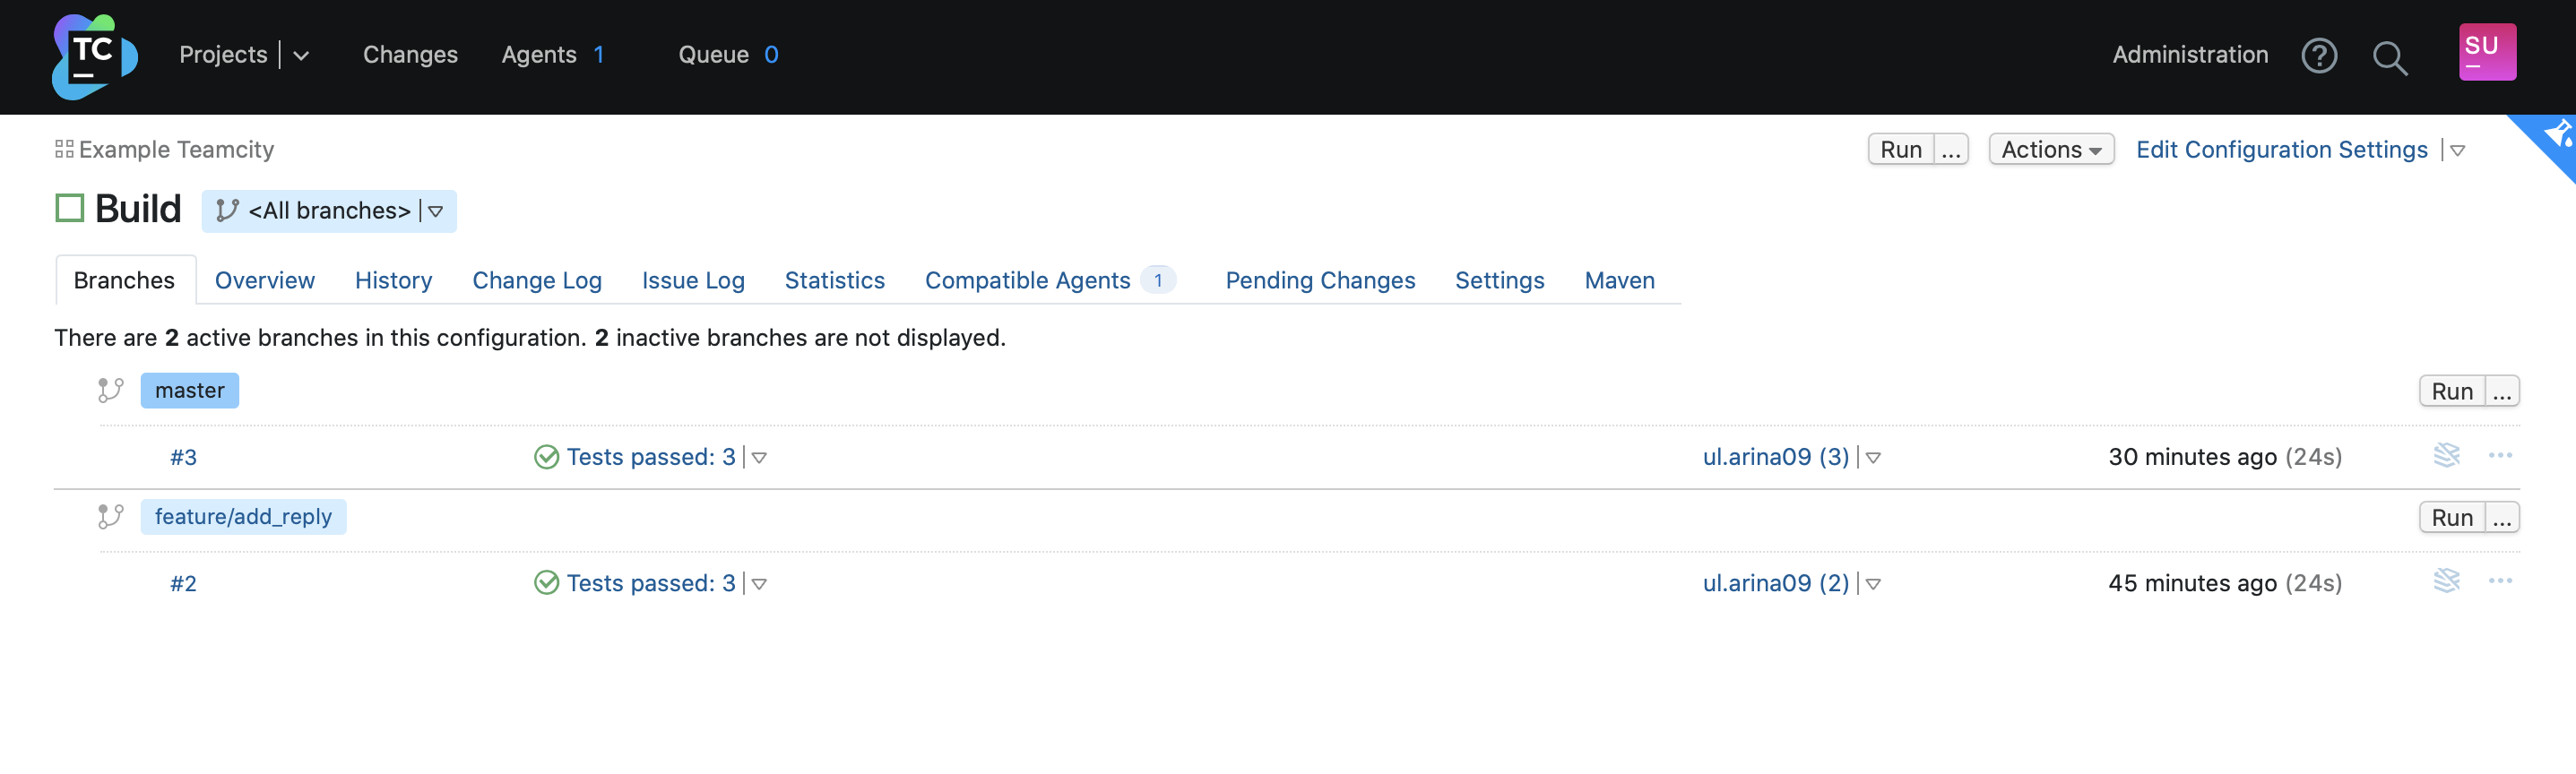 TC Projects Changes Agents 1 Queue 0 Administration ? SU
Example Teamcity Run ... Actions Edit Configuration Settings
Build <All branches>
Branches Overview History Change Log Issue Log Statistics Compatible Agents 1 Pending Changes Settings Maven
There are 2 active branches in this configuration. 2 inactive branches are not displayed.
master Run ...
#3 Tests passed: 3 ul.arina09 (3) 30 minutes ago (24s)
feature/add_reply Run ...
#2 Tests passed: 3 ul.arina09 (2) 45 minutes ago (24s)